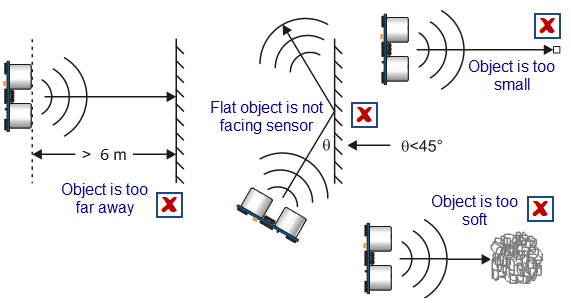 > 6 m
Object is too
far away
Flat object is not
facing sensor
θ
θ<45°
Object is too
small
Object is too
soft